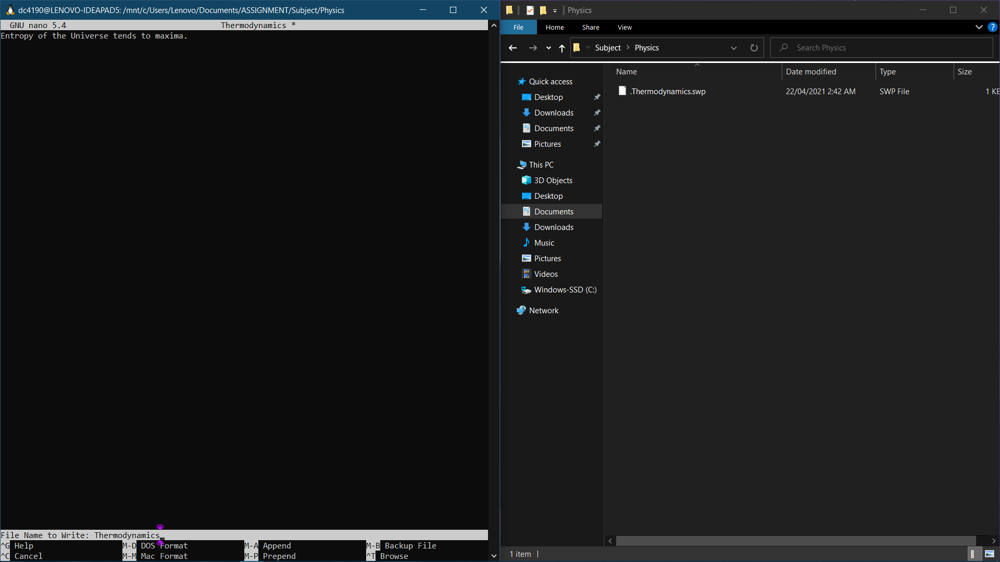 dc4190@LENOVO-IDEAPAD5: /mnt/c/Users/Lenovo/Documents/ASSIGNMENT/Subject/Physics
GNU nano 5.4 Thermodynamics *
Entropy of the Universe tends to maxima.
File Name to Write: Thermodynamics
^G Help M-D DOS Format M-A Append M-B Backup File
^C Cancel M-M Mac Format M-P Prepend ^T Browse
Physics
File Home Share View
« Subject > Physics
Search Physics
Name Date modified Type Size
.Thermodynamics.swp 22/04/2021 2:42 AM SWP File 1 KB
Quick access
Desktop
Downloads
Documents
Pictures
This PC
3D Objects
Desktop
Documents
Downloads
Music
Pictures
Videos
Windows-SSD (C:)
Network
1 item